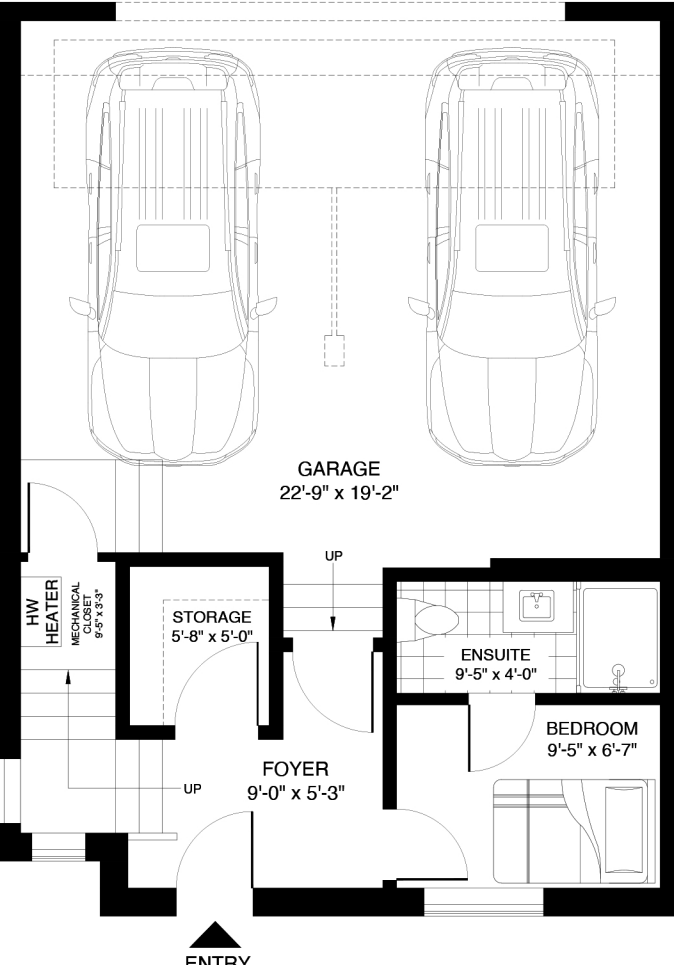 GARAGE
22'-9" x 19'-2"
UP
HW
HEATER
MECHANICAL
CLOSET
9'-5" x 3'-3"
STORAGE
5'-8" x 5'-0"
ENSUITE
9'-5" x 4'-0"
BEDROOM
9'-5" x 6'-7"
FOYER
9'-0" x 5'-3"
UP
ENTRY